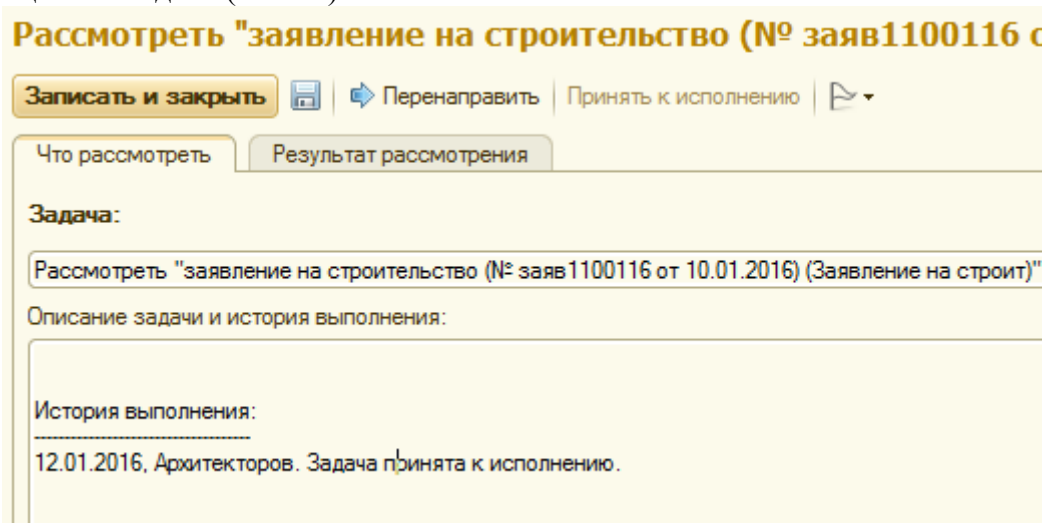 Рассмотреть "заявление на строительство (№ заяв1100116
Записать и закрыть Перенаправить Принять к исполнению
Что рассмотреть Результат рассмотрения
Задача:
Рассмотреть "заявление на строительство (№ заяв1100116 от 10.01.2016) (Заявление на строит)"
Описание задачи и история выполнения:
История выполнения:
------------------------------------
12.01.2016, Архитекторов. Задача принята к исполнению.